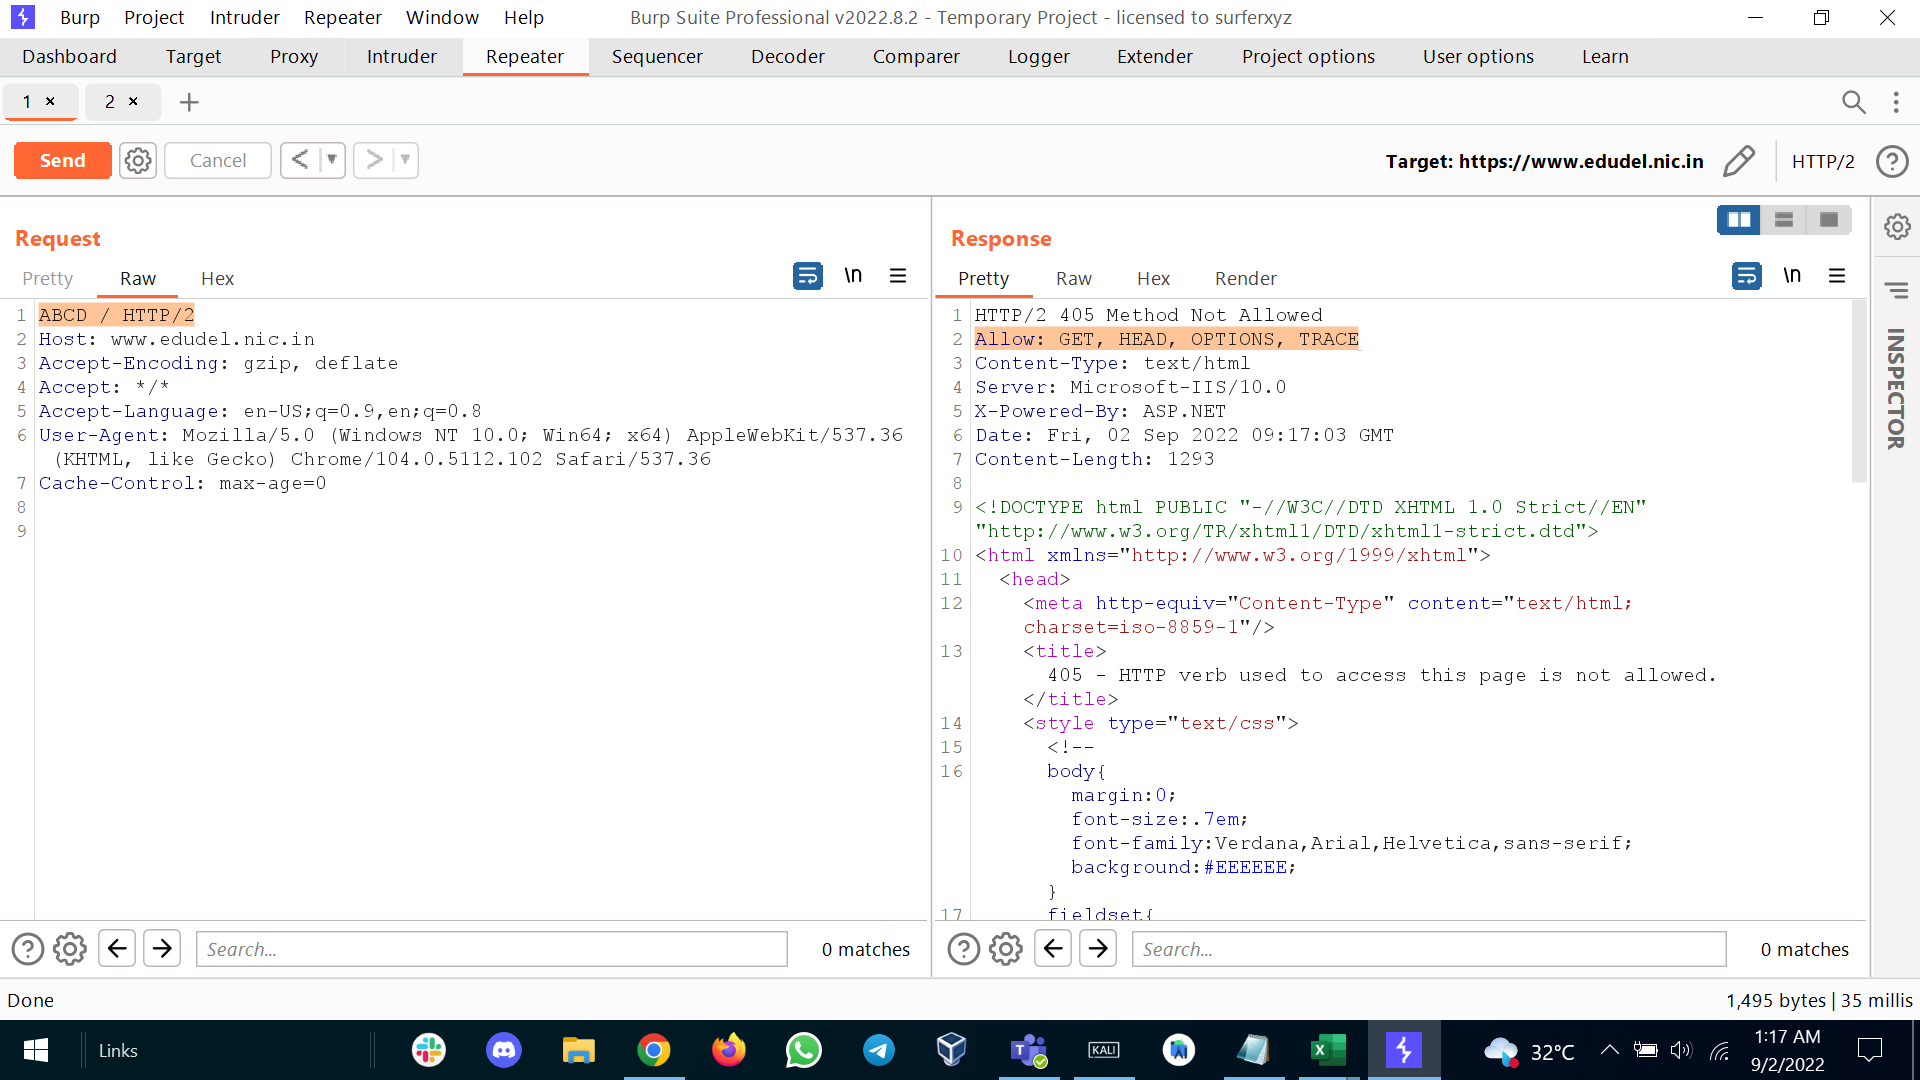 Burp Project Intruder Repeater Window Help Burp Suite Professional v2022.8.2 - Temporary Project - licensed to surferxyz
Dashboard Target Proxy Intruder Repeater Sequencer Decoder Comparer Logger Extender Project options User options Learn
1 × 2 × +
Send Cancel < > Target: https://www.edudel.nic.in HTTP/2 ?
Request
Pretty Raw Hex \n
1 ABCD / HTTP/2
2 Host: www.edudel.nic.in
3 Accept-Encoding: gzip, deflate
4 Accept: */*
5 Accept-Language: en-US;q=0.9,en;q=0.8
6 User-Agent: Mozilla/5.0 (Windows NT 10.0; Win64; x64) AppleWebKit/537.36
(KHTML, like Gecko) Chrome/104.0.5112.102 Safari/537.36
7 Cache-Control: max-age=0
8
9
Search... 0 matches
Response
Pretty Raw Hex Render \n
1 HTTP/2 405 Method Not Allowed
2 Allow: GET, HEAD, OPTIONS, TRACE
3 Content-Type: text/html
4 Server: Microsoft-IIS/10.0
5 X-Powered-By: ASP.NET
6 Date: Fri, 02 Sep 2022 09:17:03 GMT
7 Content-Length: 1293
8
9 <!DOCTYPE html PUBLIC "-//W3C//DTD XHTML 1.0 Strict//EN"
"http://www.w3.org/TR/xhtml1/DTD/xhtml1-strict.dtd">
10 <html xmlns="http://www.w3.org/1999/xhtml">
11 <head>
12 <meta http-equiv="Content-Type" content="text/html;
charset=iso-8859-1"/>
13 <title>
405 - HTTP verb used to access this page is not allowed.
</title>
14 <style type="text/css">
15 <!--
16 body{
margin:0;
font-size:.7em;
font-family:Verdana,Arial,Helvetica,sans-serif;
background:#EEEEEE;
}
17 fieldset{
Search... 0 matches
INSPECTOR
Done 1,495 bytes | 35 millis
Links KALI 32°C 1:17 AM
9/2/2022